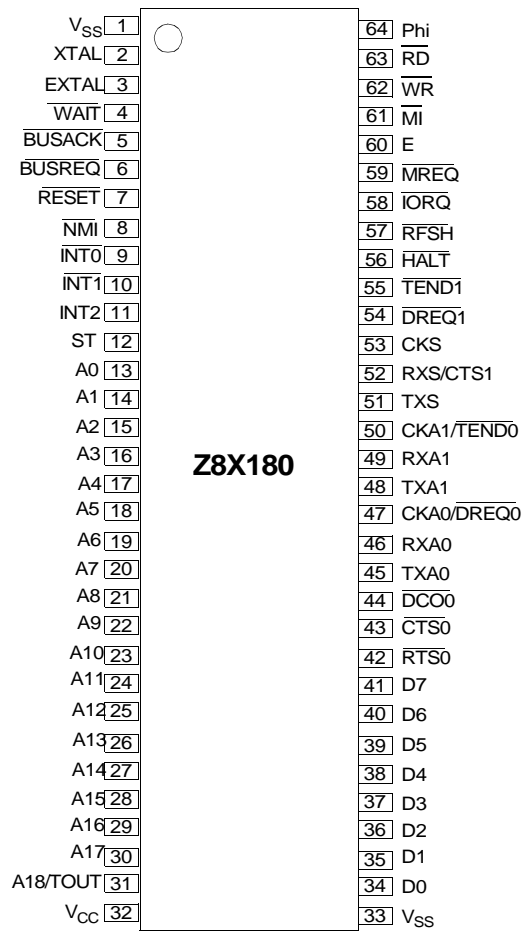 VSS 1
XTAL 2
EXTAL 3
WAIT 4
BUSACK 5
BUSREQ 6
RESET 7
NMI 8
INT0 9
INT1 10
INT2 11
ST 12
A0 13
A1 14
A2 15
A3 16
A4 17
A5 18
A6 19
A7 20
A8 21
A9 22
A10 23
A11 24
A12 25
A13 26
A14 27
A15 28
A16 29
A17 30
A18/TOUT 31
VCC 32
Z8X180
64 Phi
63 RD
62 WR
61 MI
60 E
59 MREQ
58 IORQ
57 RFSH
56 HALT
55 TEND1
54 DREQ1
53 CKS
52 RXS/CTS1
51 TXS
50 CKA1/TEND0
49 RXA1
48 TXA1
47 CKA0/DREQ0
46 RXA0
45 TXA0
44 DCO0
43 CTS0
42 RTS0
41 D7
40 D6
39 D5
38 D4
37 D3
36 D2
35 D1
34 D0
33 VSS